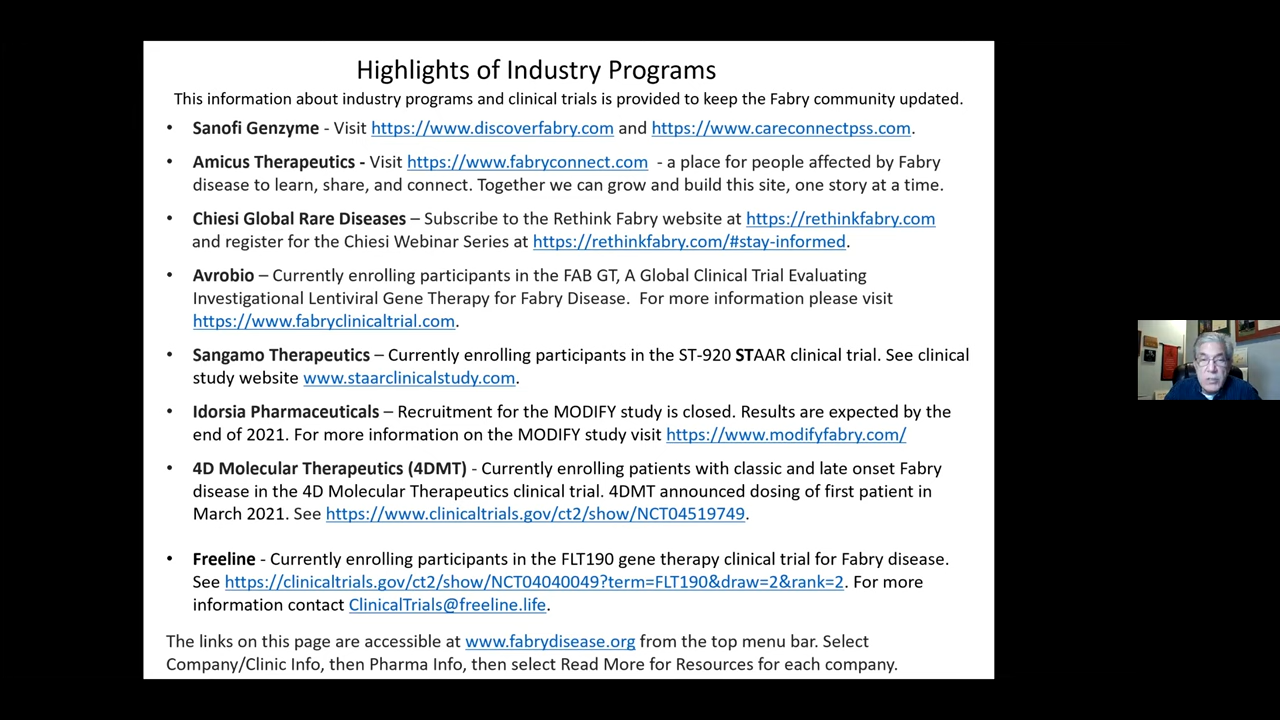 Highlights of Industry Programs
This information about industry programs and clinical trials is provided to keep the Fabry community updated.
• Sanofi Genzyme - Visit https://www.discoverfabry.com and https://www.careconnectpss.com.
• Amicus Therapeutics - Visit https://www.fabryconnect.com - a place for people affected by Fabry
disease to learn, share, and connect. Together we can grow and build this site, one story at a time.
• Chiesi Global Rare Diseases – Subscribe to the Rethink Fabry website at https://rethinkfabry.com
and register for the Chiesi Webinar Series at https://rethinkfabry.com/#stay-informed.
• Avrobio – Currently enrolling participants in the FAB GT, A Global Clinical Trial Evaluating
Investigational Lentiviral Gene Therapy for Fabry Disease. For more information please visit
https://www.fabryclinicaltrial.com.
• Sangamo Therapeutics – Currently enrolling participants in the ST-920 STAAR clinical trial. See clinical
study website www.staarclinicalstudy.com.
• Idorsia Pharmaceuticals – Recruitment for the MODIFY study is closed. Results are expected by the
end of 2021. For more information on the MODIFY study visit https://www.modifyfabry.com/
• 4D Molecular Therapeutics (4DMT) - Currently enrolling patients with classic and late onset Fabry
disease in the 4D Molecular Therapeutics clinical trial. 4DMT announced dosing of first patient in
March 2021. See https://www.clinicaltrials.gov/ct2/show/NCT04519749.
• Freeline - Currently enrolling participants in the FLT190 gene therapy clinical trial for Fabry disease.
See https://clinicaltrials.gov/ct2/show/NCT04040049?term=FLT190&draw=2&rank=2. For more
information contact ClinicalTrials@freeline.life.
The links on this page are accessible at www.fabrydisease.org from the top menu bar. Select
Company/Clinic Info, then Pharma Info, then select Read More for Resources for each company.